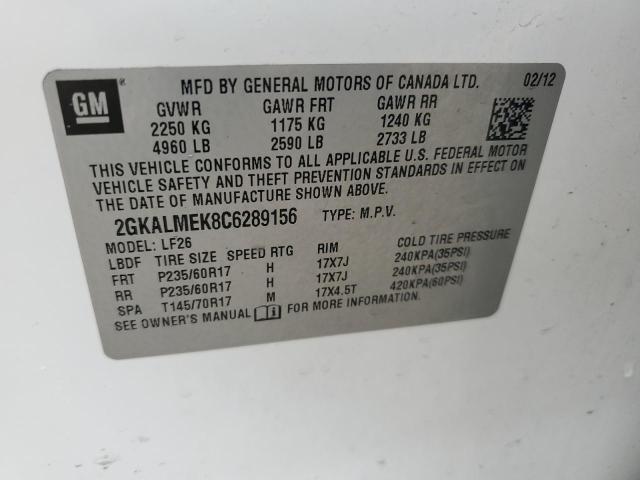 GM
MFD BY GENERAL MOTORS OF CANADA LTD. 02/12
GVWR GAWR FRT GAWR RR
2250 KG 1175 KG 1240 KG
4960 LB 2590 LB 2733 LB
THIS VEHICLE CONFORMS TO ALL APPLICABLE U.S. FEDERAL MOTOR
VEHICLE SAFETY AND THEFT PREVENTION STANDARDS IN EFFECT ON
THE DATE OF MANUFACTURE SHOWN ABOVE.
2GKALMEK8C6289156 TYPE: M.P.V.
MODEL: LF26
LBDF TIRE SIZE SPEED RTG RIM COLD TIRE PRESSURE
FRT P235/60R17 H 17X7J 240KPA(35PSI)
RR P235/60R17 H 17X7J 240KPA(35PSI)
SPA T145/70R17 M 17X4.5T 420KPA(60PSI)
SEE OWNER'S MANUAL FOR MORE INFORMATION.